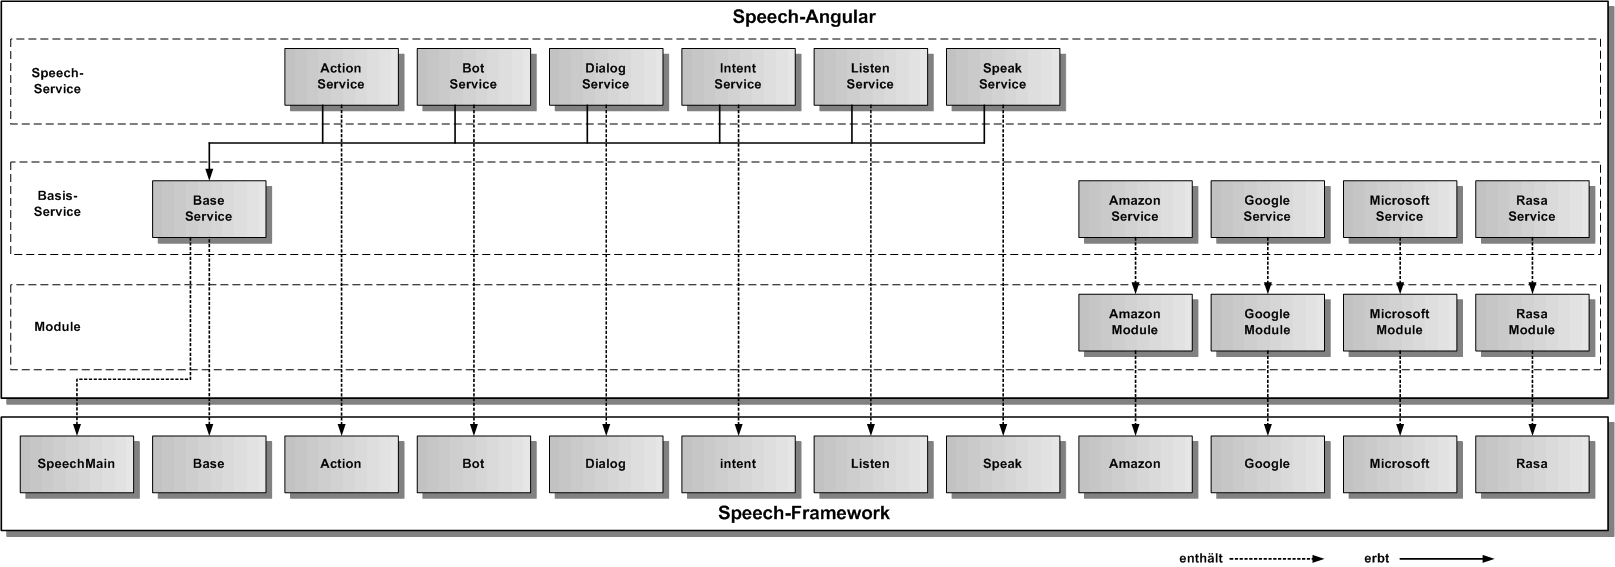 Speech-Angular
Speech-
Service
Action
Service
Bot
Service
Dialog
Service
Intent
Service
Listen
Service
Speak
Service
Basis-
Service
Base
Service
Amazon
Service
Google
Service
Microsoft
Service
Rasa
Service
Module
Amazon
Module
Google
Module
Microsoft
Module
Rasa
Module
SpeechMain
Base
Action
Bot
Dialog
intent
Listen
Speak
Amazon
Google
Microsoft
Rasa
Speech-Framework
enthält
erbt